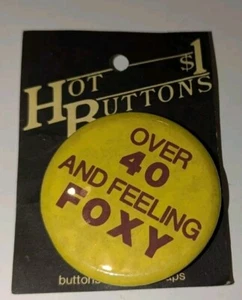 HOT $1
BUTTONS
OVER
40
AND FEELING
FOXY
buttons